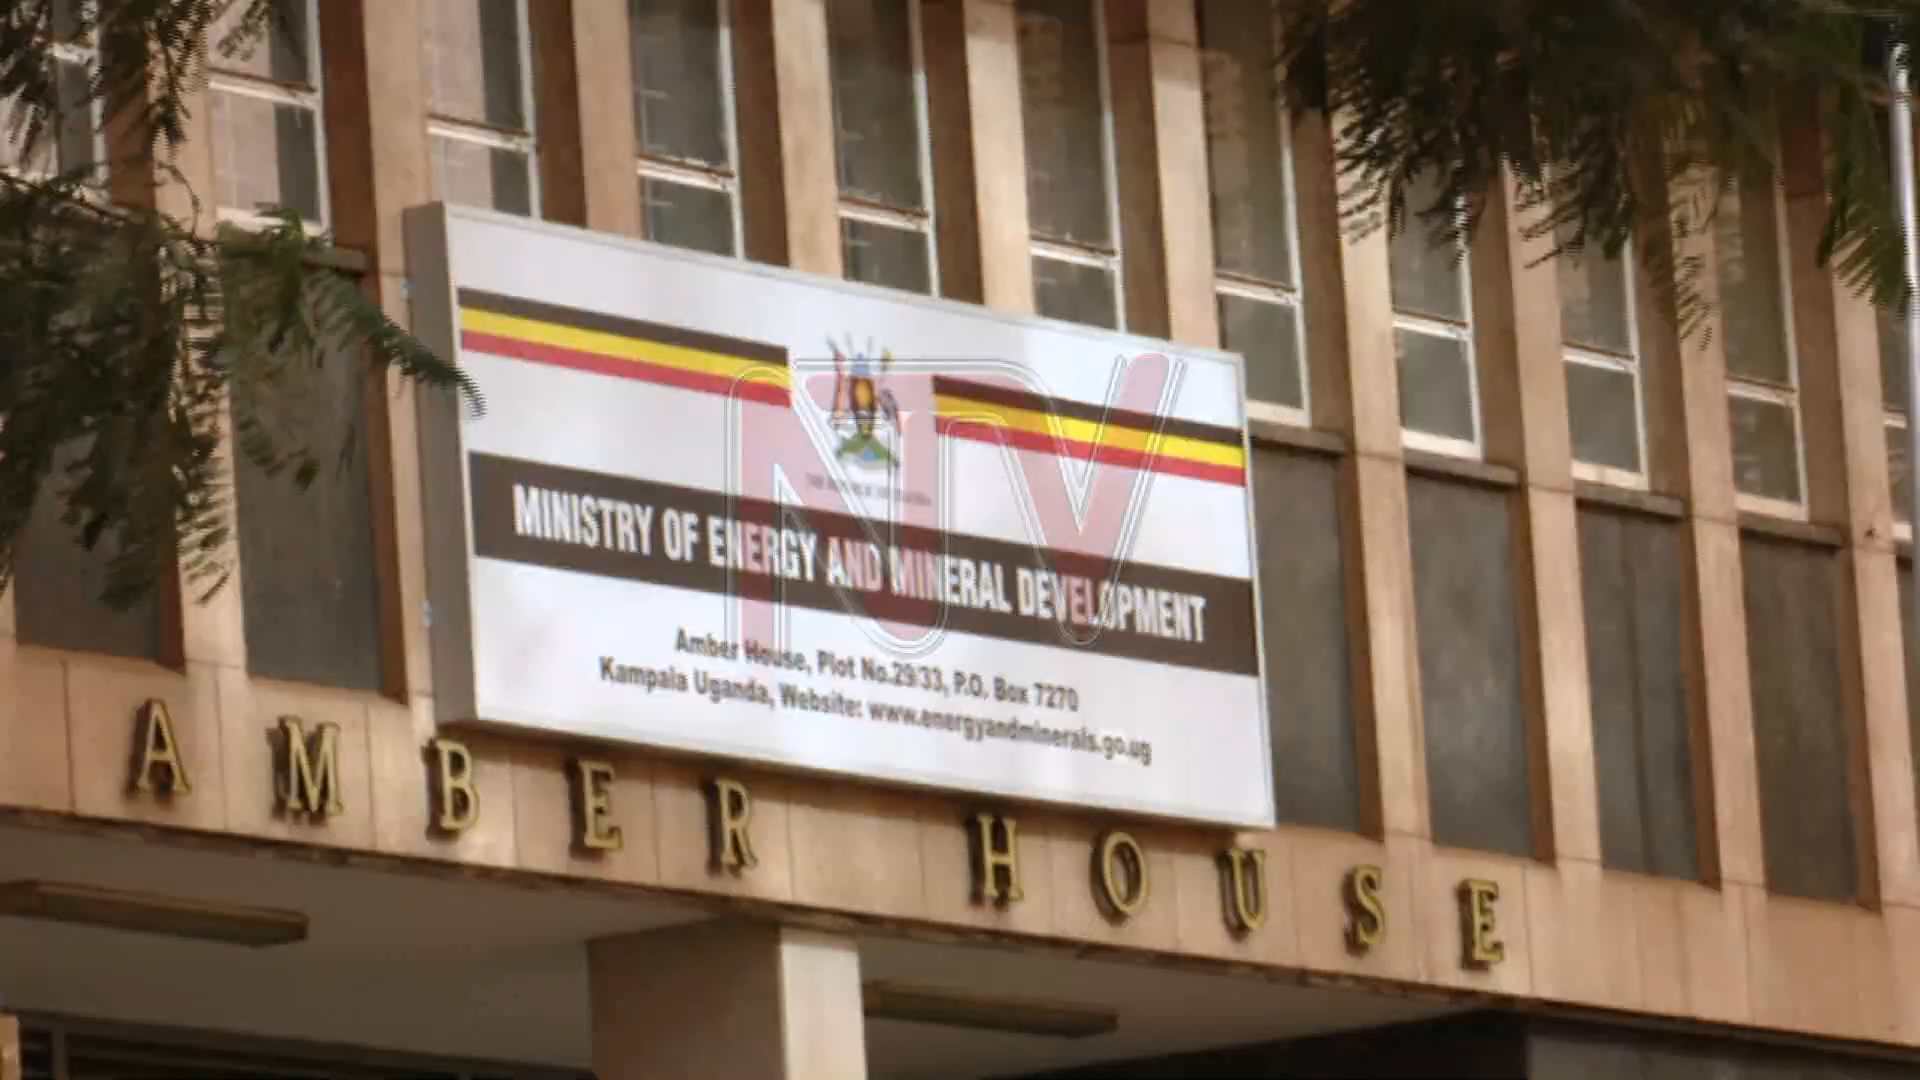 NTV
MINISTRY OF ENERGY AND MINERAL DEVELOPMENT
Amber House, Plot No.29/33, P.O. Box 7270
Kampala Uganda, Website: www.energyandminerals.go.ug
AMBER HOUSE